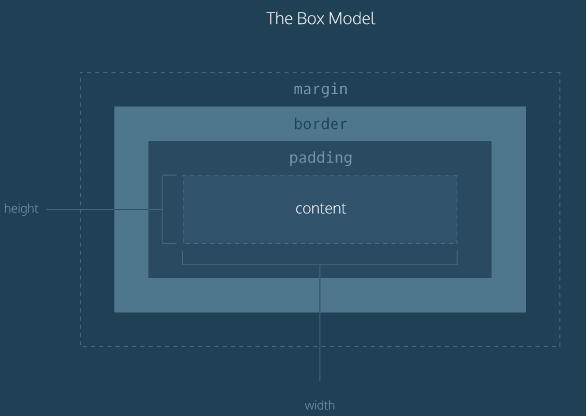 The Box Model
margin
border
padding
content
height
width